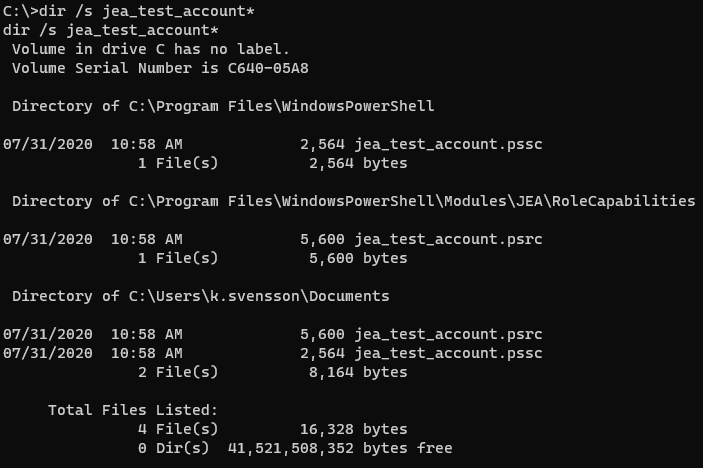 C:\>dir /s jea_test_account*
dir /s jea_test_account*
 Volume in drive C has no label.
 Volume Serial Number is C640-05A8

 Directory of C:\Program Files\WindowsPowerShell

07/31/2020  10:58 AM             2,564 jea_test_account.pssc
               1 File(s)          2,564 bytes

 Directory of C:\Program Files\WindowsPowerShell\Modules\JEA\RoleCapabilities

07/31/2020  10:58 AM             5,600 jea_test_account.psrc
               1 File(s)          5,600 bytes

 Directory of C:\Users\k.svensson\Documents

07/31/2020  10:58 AM             5,600 jea_test_account.psrc
07/31/2020  10:58 AM             2,564 jea_test_account.pssc
               2 File(s)          8,164 bytes

     Total Files Listed:
               4 File(s)         16,328 bytes
               0 Dir(s)  41,521,508,352 bytes free